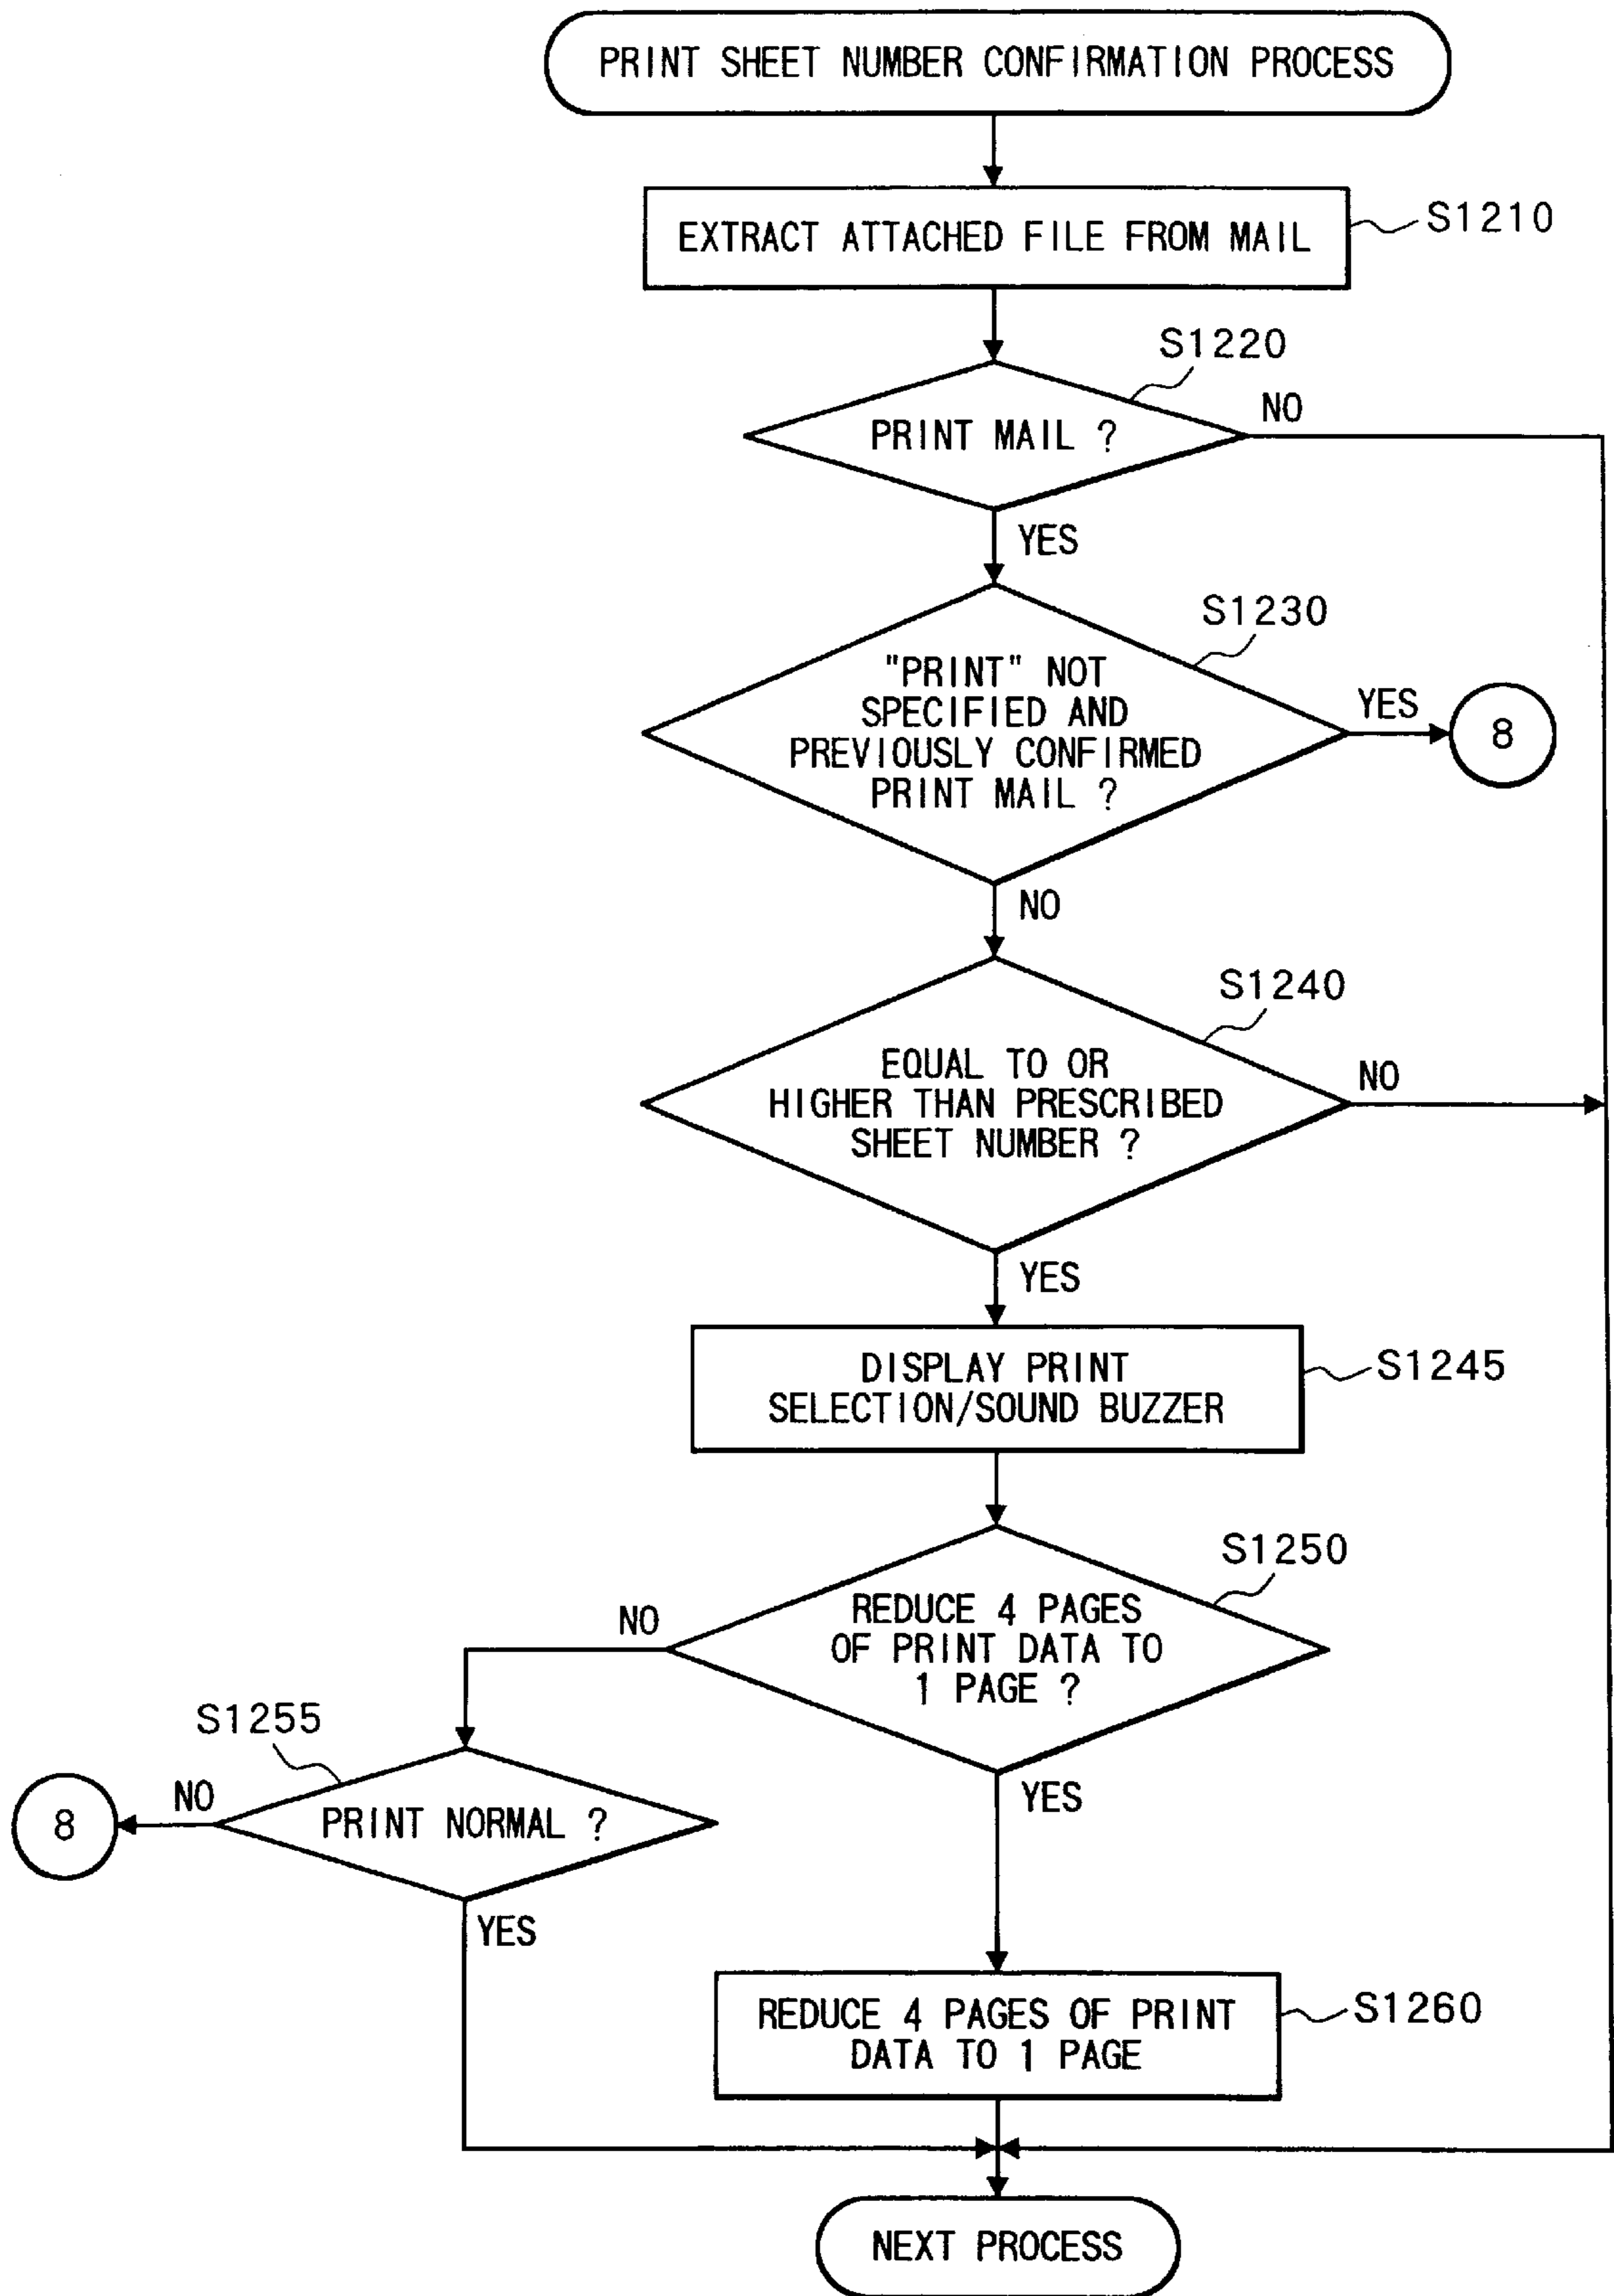 PRINT SHEET NUMBER CONFIRMATION PROCESS
EXTRACT ATTACHED FILE FROM MAIL
S1210
S1220
PRINT MAIL ?
NO
YES
S1230
"PRINT" NOT
SPECIFIED AND
PREVIOUSLY CONFIRMED
PRINT MAIL ?
YES
8
NO
S1240
EQUAL TO OR
HIGHER THAN PRESCRIBED
SHEET NUMBER ?
NO
YES
DISPLAY PRINT
SELECTION/SOUND BUZZER
S1245
S1250
REDUCE 4 PAGES
OF PRINT DATA TO
1 PAGE ?
NO
YES
S1255
PRINT NORMAL ?
NO
8
YES
REDUCE 4 PAGES OF PRINT
DATA TO 1 PAGE
S1260
NEXT PROCESS